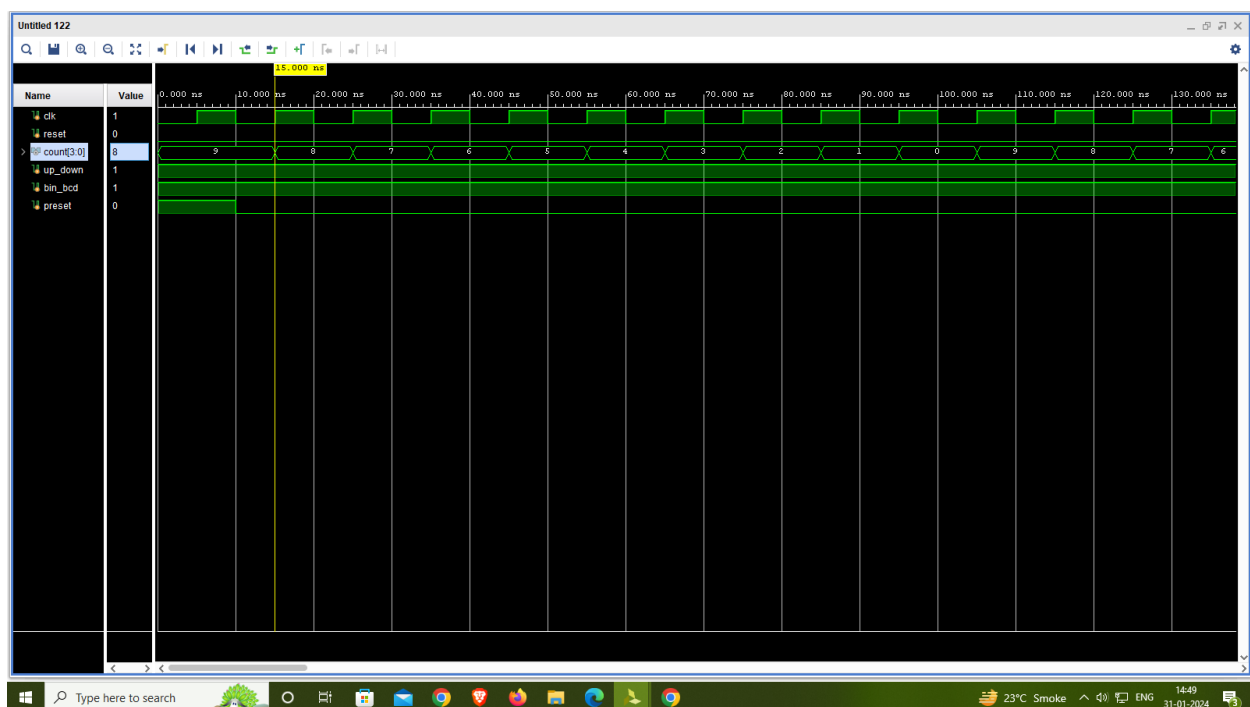 Untitled 122
15.000 ns
Name Value 0.000 ns 10.000 ns 20.000 ns 30.000 ns 40.000 ns 50.000 ns 60.000 ns 70.000 ns 80.000 ns 90.000 ns 100.000 ns 110.000 ns 120.000 ns 130.000 ns
clk 1
reset 0
count[3:0] 8 9 8 7 6 5 4 3 2 1 0 9 8 7 6
up_down 1
bin_bcd 1
preset 0
Type here to search 23°C Smoke ENG 14:49
31-01-2024 3